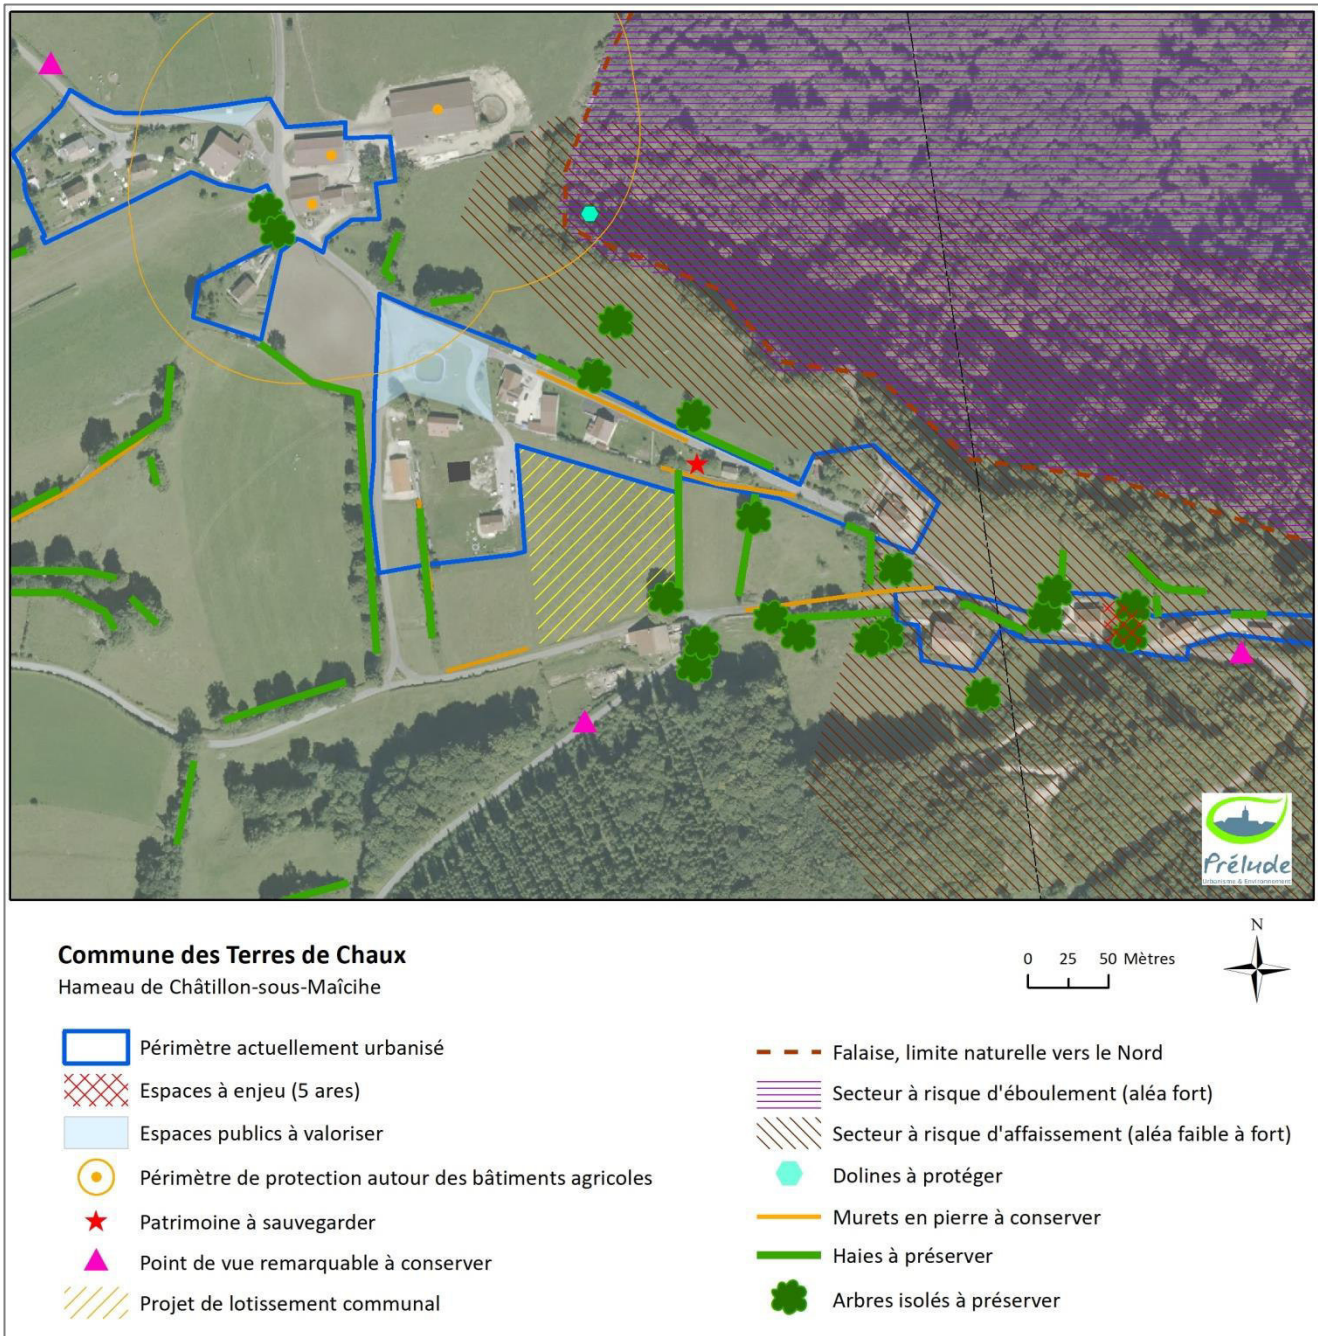 Prélude
Urbanisme & Environnement
Commune des Terres de Chaux
Hameau de Châtillon-sous-Maîcihe
0 25 50 Mètres
N
Périmètre actuellement urbanisé
Espaces à enjeu (5 ares)
Espaces publics à valoriser
Périmètre de protection autour des bâtiments agricoles
Patrimoine à sauvegarder
Point de vue remarquable à conserver
Projet de lotissement communal
Falaise, limite naturelle vers le Nord
Secteur à risque d'éboulement (aléa fort)
Secteur à risque d'affaissement (aléa faible à fort)
Dolines à protéger
Murets en pierre à conserver
Haies à préserver
Arbres isolés à préserver